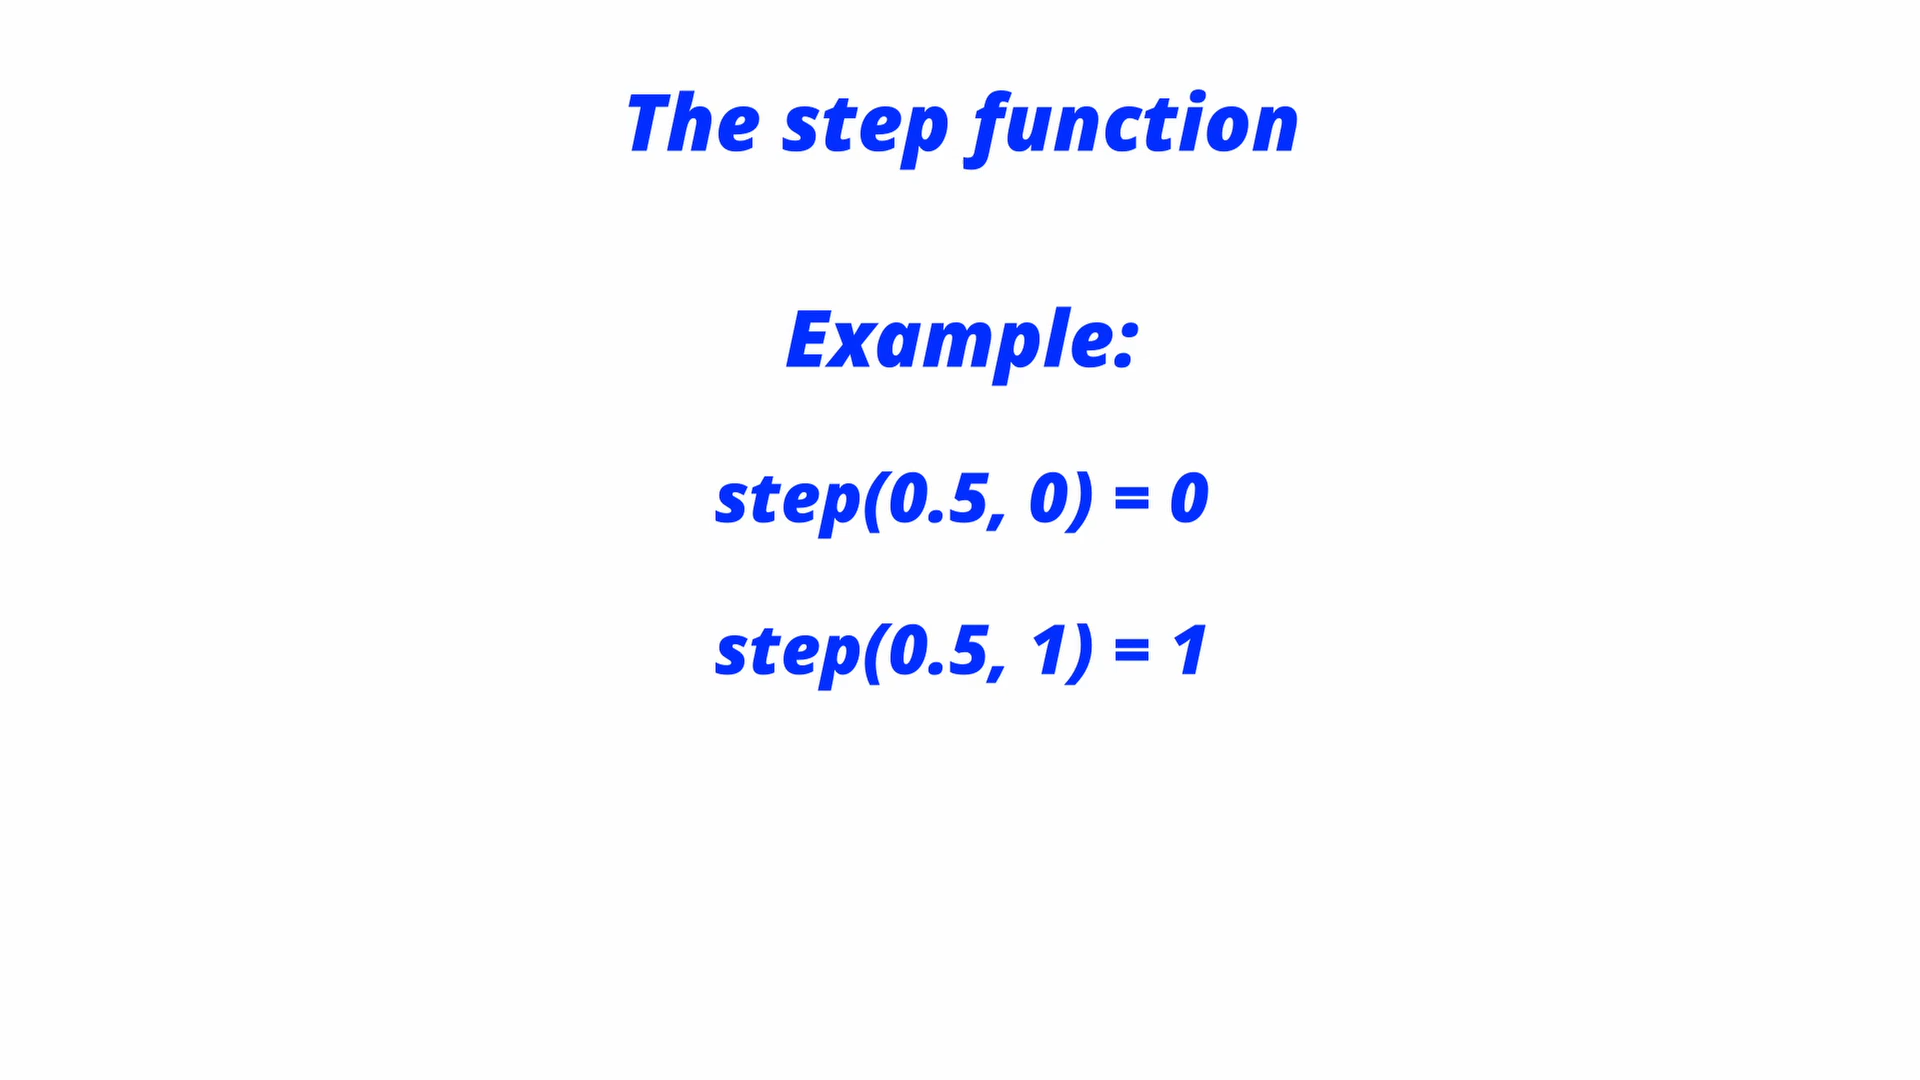 The step function
Example:
step(0.5, 0) = 0
step(0.5, 1) = 1